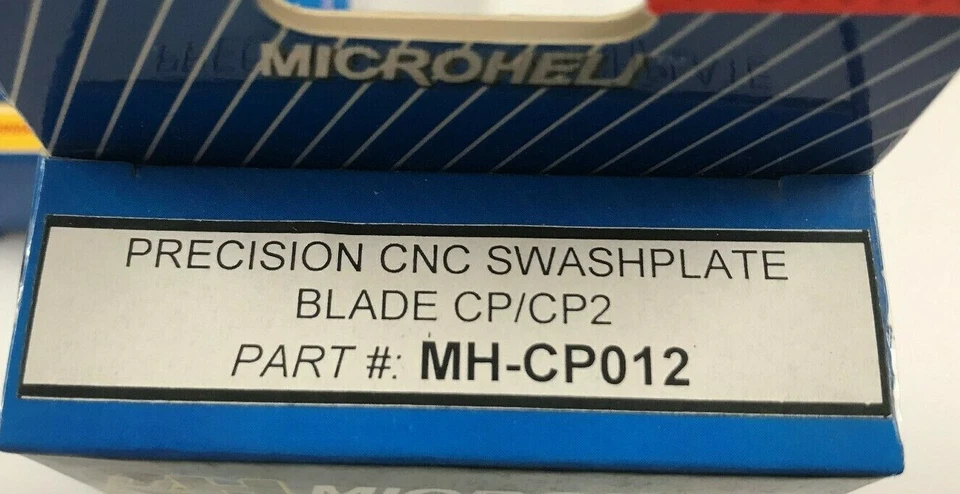 MICROHELI
PRECISION CNC SWASHPLATE
BLADE CP/CP2
PART #: MH-CP012